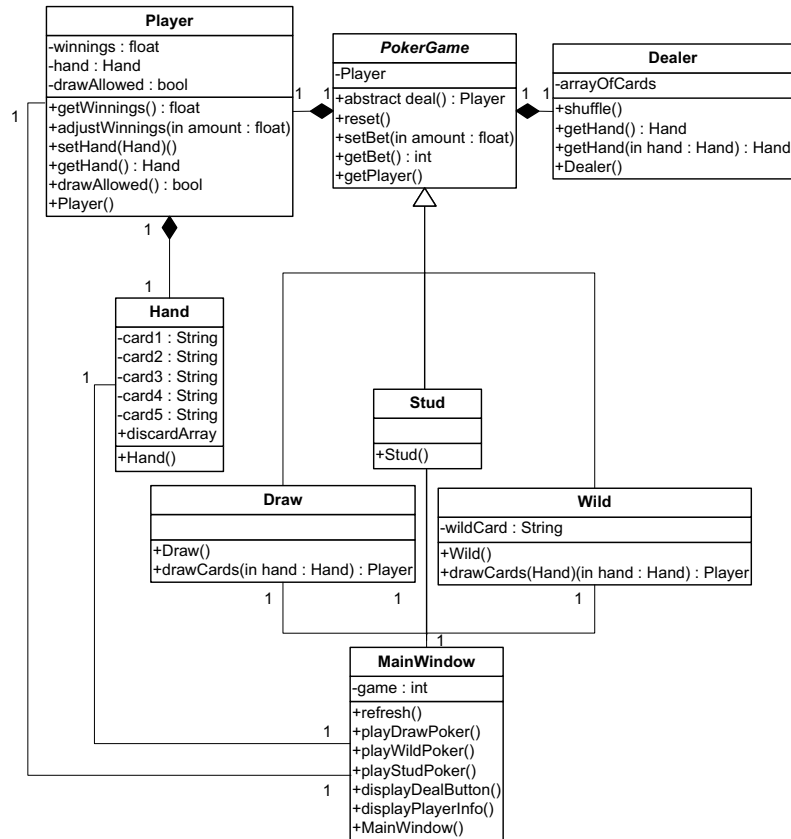 Player
-winnings : float
-hand : Hand
-drawAllowed : bool
+getWinnings() : float
+adjustWinnings(in amount : float)
+setHand(Hand)()
+getHand() : Hand
+drawAllowed() : bool
+Player()
PokerGame
-Player
+abstract deal() : Player
+reset()
+setBet(in amount : float)
+getBet() : int
+getPlayer()
Dealer
-arrayOfCards
+shuffle()
+getHand() : Hand
+getHand(in hand : Hand) : Hand
+Dealer()
1
1
1
1
1
1
1
Hand
-card1 : String
-card2 : String
-card3 : String
-card4 : String
-card5 : String
+discardArray
+Hand()
1
Stud
+Stud()
Draw
+Draw()
+drawCards(in hand : Hand) : Player
Wild
-wildCard : String
+Wild()
+drawCards(Hand)(in hand : Hand) : Player
1
1
1
1
MainWindow
-game : int
+refresh()
+playDrawPoker()
+playWildPoker()
+playStudPoker()
+displayDealButton()
+displayPlayerInfo()
+MainWindow()
1
1